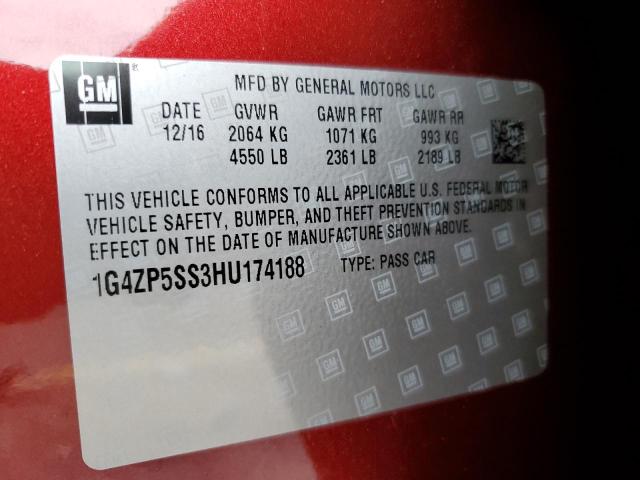 GM
MFD BY GENERAL MOTORS LLC
DATE GVWR GAWR FRT GAWR RR
12/16 2064 KG 1071 KG 993 KG
4550 LB 2361 LB 2189 LB
THIS VEHICLE CONFORMS TO ALL APPLICABLE U.S. FEDERAL MOTOR
VEHICLE SAFETY, BUMPER, AND THEFT PREVENTION STANDARDS IN
EFFECT ON THE DATE OF MANUFACTURE SHOWN ABOVE.
1G4ZP5SS3HU174188 TYPE: PASS CAR